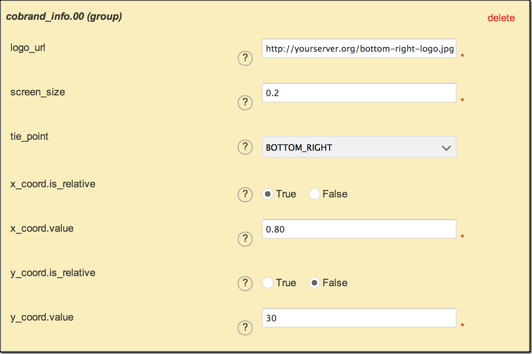 cobrand_info.00 (group) delete
logo_url ? http://yourserver.org/bottom-right-logo.jpg *
screen_size ? 0.2 *
tie_point ? BOTTOM_RIGHT
x_coord.is_relative ? True False
x_coord.value ? 0.80 *
y_coord.is_relative ? True False
y_coord.value ? 30 *